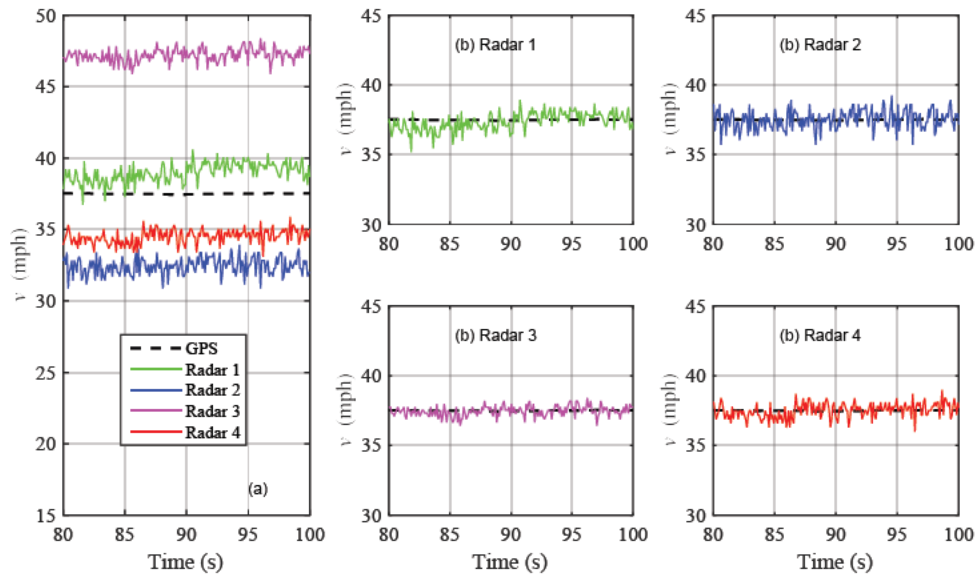 50
45
40
35
30
25
20
15
v (mph)
GPS
Radar 1
Radar 2
Radar 3
Radar 4
(a)
80 85 90 95 100
Time (s)
(b) Radar 1
45
40
35
30
v (mph)
80 85 90 95 100
(b) Radar 2
45
40
35
30
v (mph)
80 85 90 95 100
(b) Radar 3
45
40
35
30
v (mph)
80 85 90 95 100
Time (s)
(b) Radar 4
45
40
35
30
v (mph)
80 85 90 95 100
Time (s)